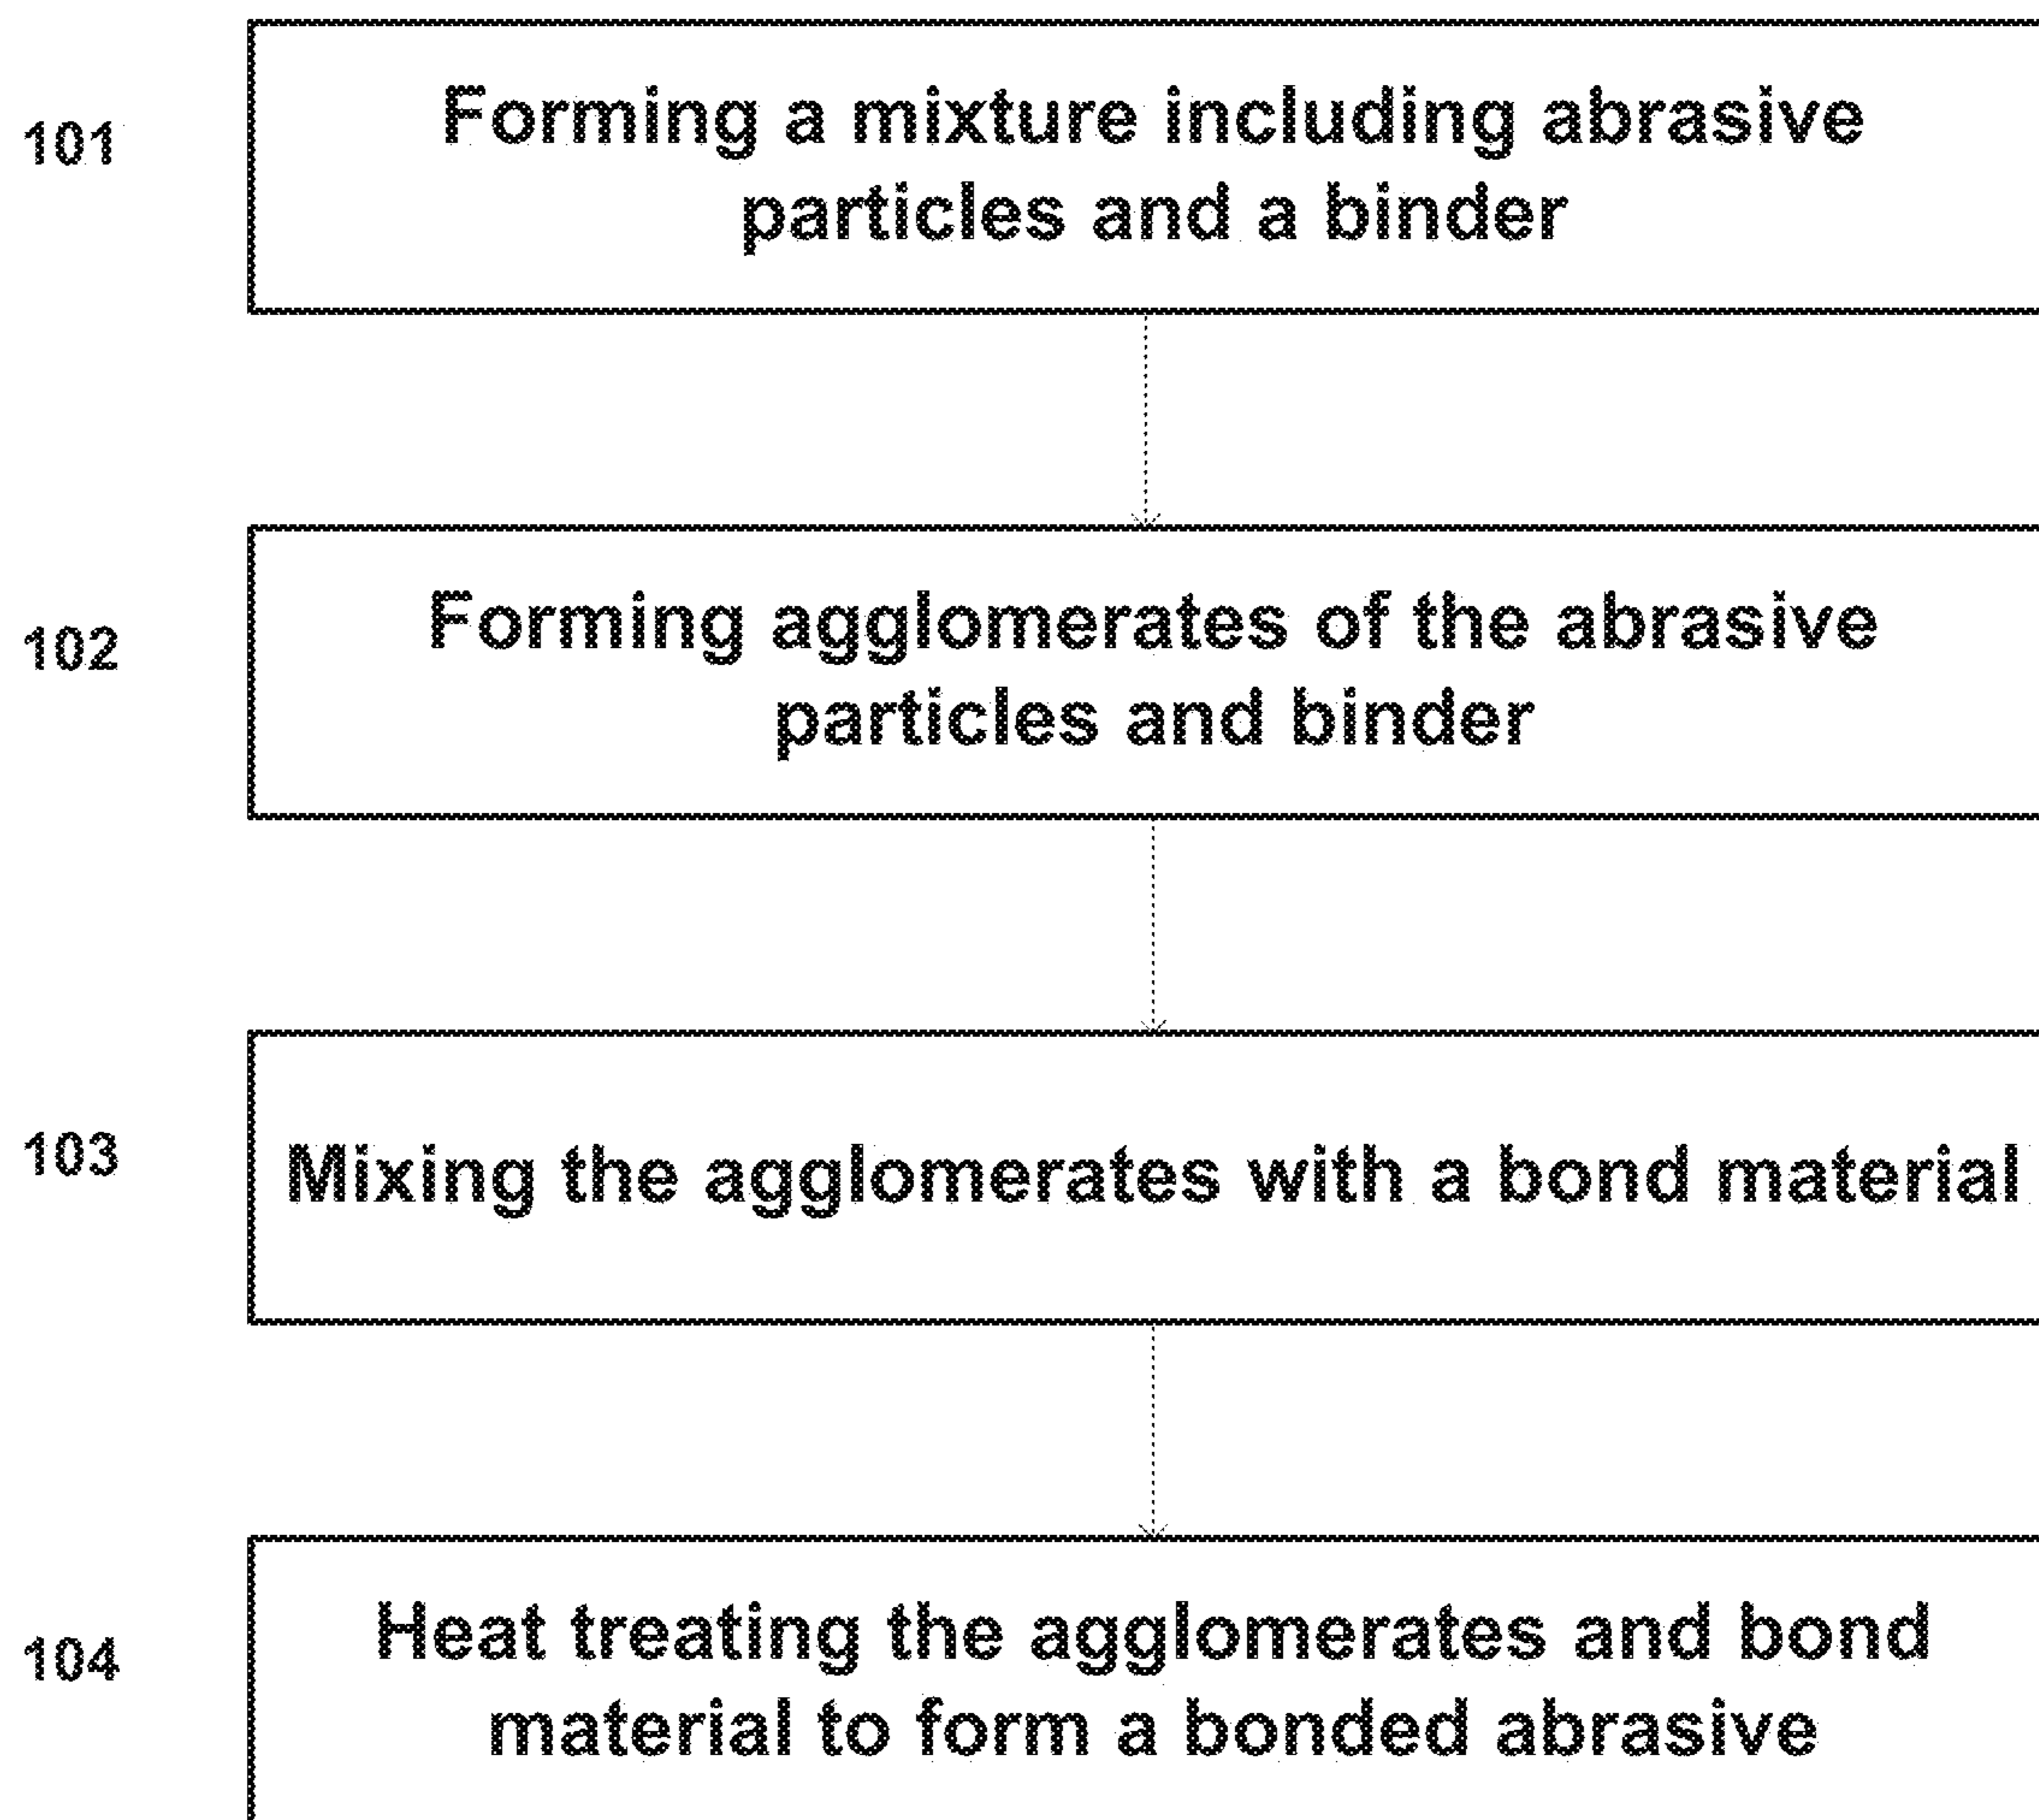 101
Forming a mixture including abrasive
particles and a binder
102
Forming agglomerates of the abrasive
particles and binder
103
Mixing the agglomerates with a bond material
104
Heat treating the agglomerates and bond
material to form a bonded abrasive